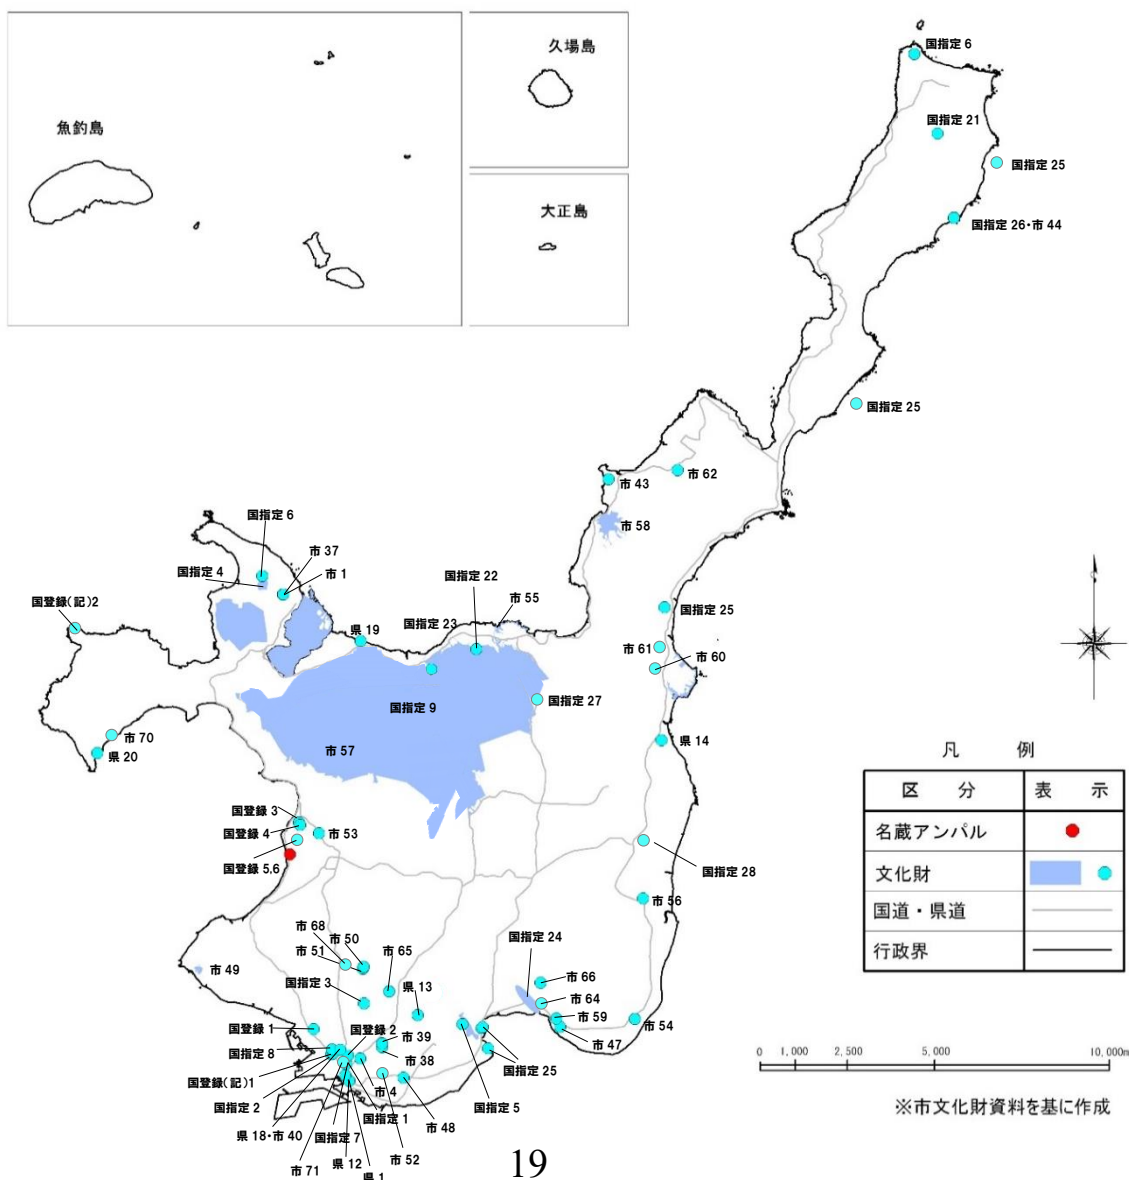 久場島
魚釣島
大正島
国指定 6
国指定 21
国指定 25
国指定 26・市 44
国指定 25
市 62
市 43
市 58
国指定 6
市 37
国指定 4
市 1
国登録(記)2
国指定 22
市 55
県 19
国指定 23
国指定 25
市 61
市 60
国指定 9
国指定 27
市 70
県 20
市 57
県 14
国登録 3
国登録 4
市 53
国登録 5,6
国指定 28
市 56
市 68
市 50
市 51
市 65
国指定 24
市 49
市 66
国指定 3
県 13
市 64
市 59
市 54
国登録 1
国登録 2
市 39
市 47
国指定 8
市 38
国指定 25
国登録(記)1
市 4
国指定 2
国指定 1
国指定 5
市 48
県 18・市 40
国指定 7
市 52
市 71
県 12
県 1
凡 例
区 分 表 示
名蔵アンパル
文化財
国道・県道
行政界
0 1,000 2,500 5,000 10,000m
※市文化財資料を基に作成
19